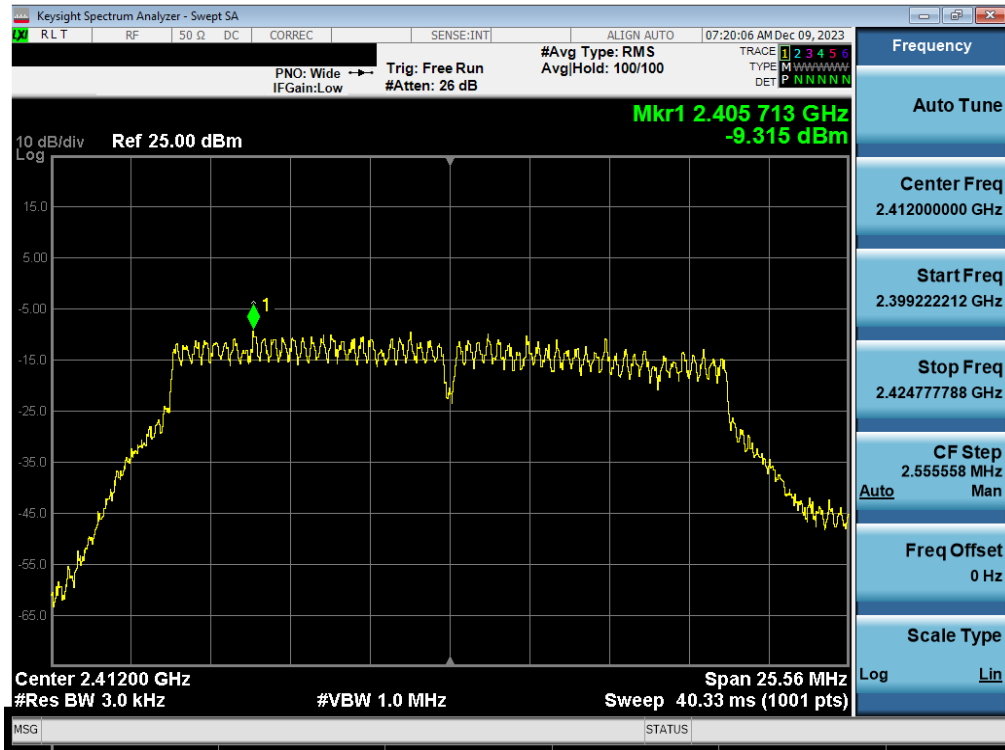 Keysight Spectrum Analyzer - Swept SA
LXI RLT RF 50 Ω DC CORREC SENSE:INT ALIGN AUTO 07:20:06 AM Dec 09, 2023
Frequency
PNO: Wide
IFGain:Low
Trig: Free Run
#Atten: 26 dB
#Avg Type: RMS
Avg|Hold: 100/100
TRACE 1 2 3 4 5 6
TYPE M W W W W W
DET P N N N N N
Mkr1 2.405 713 GHz
-9.315 dBm
10 dB/div Ref 25.00 dBm
Log
15.0
5.00
-5.00
-15.0
-25.0
-35.0
-45.0
-55.0
-65.0
1
Center 2.41200 GHz Span 25.56 MHz
#Res BW 3.0 kHz #VBW 1.0 MHz Sweep 40.33 ms (1001 pts)
MSG STATUS
Auto Tune
Center Freq
2.412000000 GHz
Start Freq
2.399222212 GHz
Stop Freq
2.424777788 GHz
CF Step
2.555558 MHz
Auto Man
Freq Offset
0 Hz
Scale Type
Log Lin